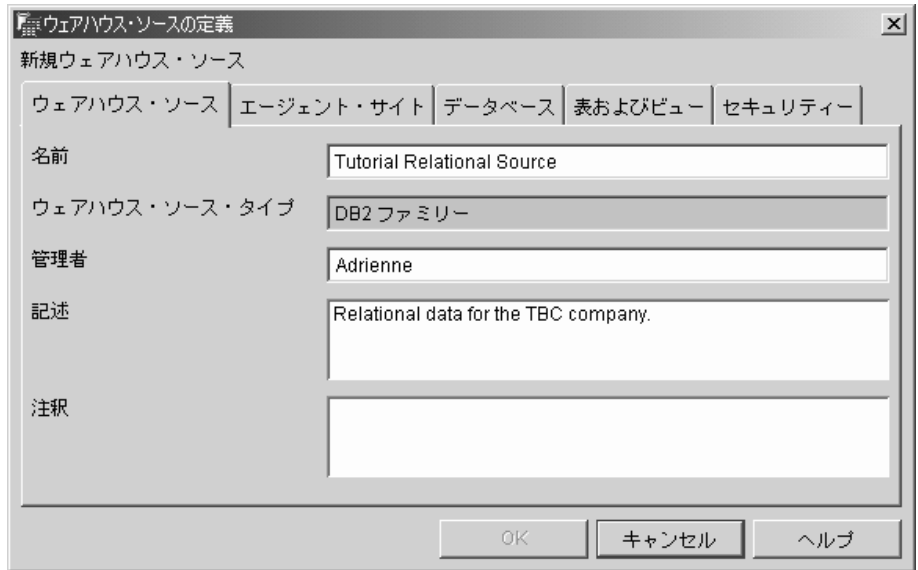 ウェアハウス・ソースの定義
新規ウェアハウス・ソース
ウェアハウス・ソース エージェント・サイト データベース 表およびビュー セキュリティー
名前 Tutorial Relational Source
ウェアハウス・ソース・タイプ DB2 ファミリー
管理者 Adrienne
記述 Relational data for the TBC company.
注釈
OK キャンセル ヘルプ